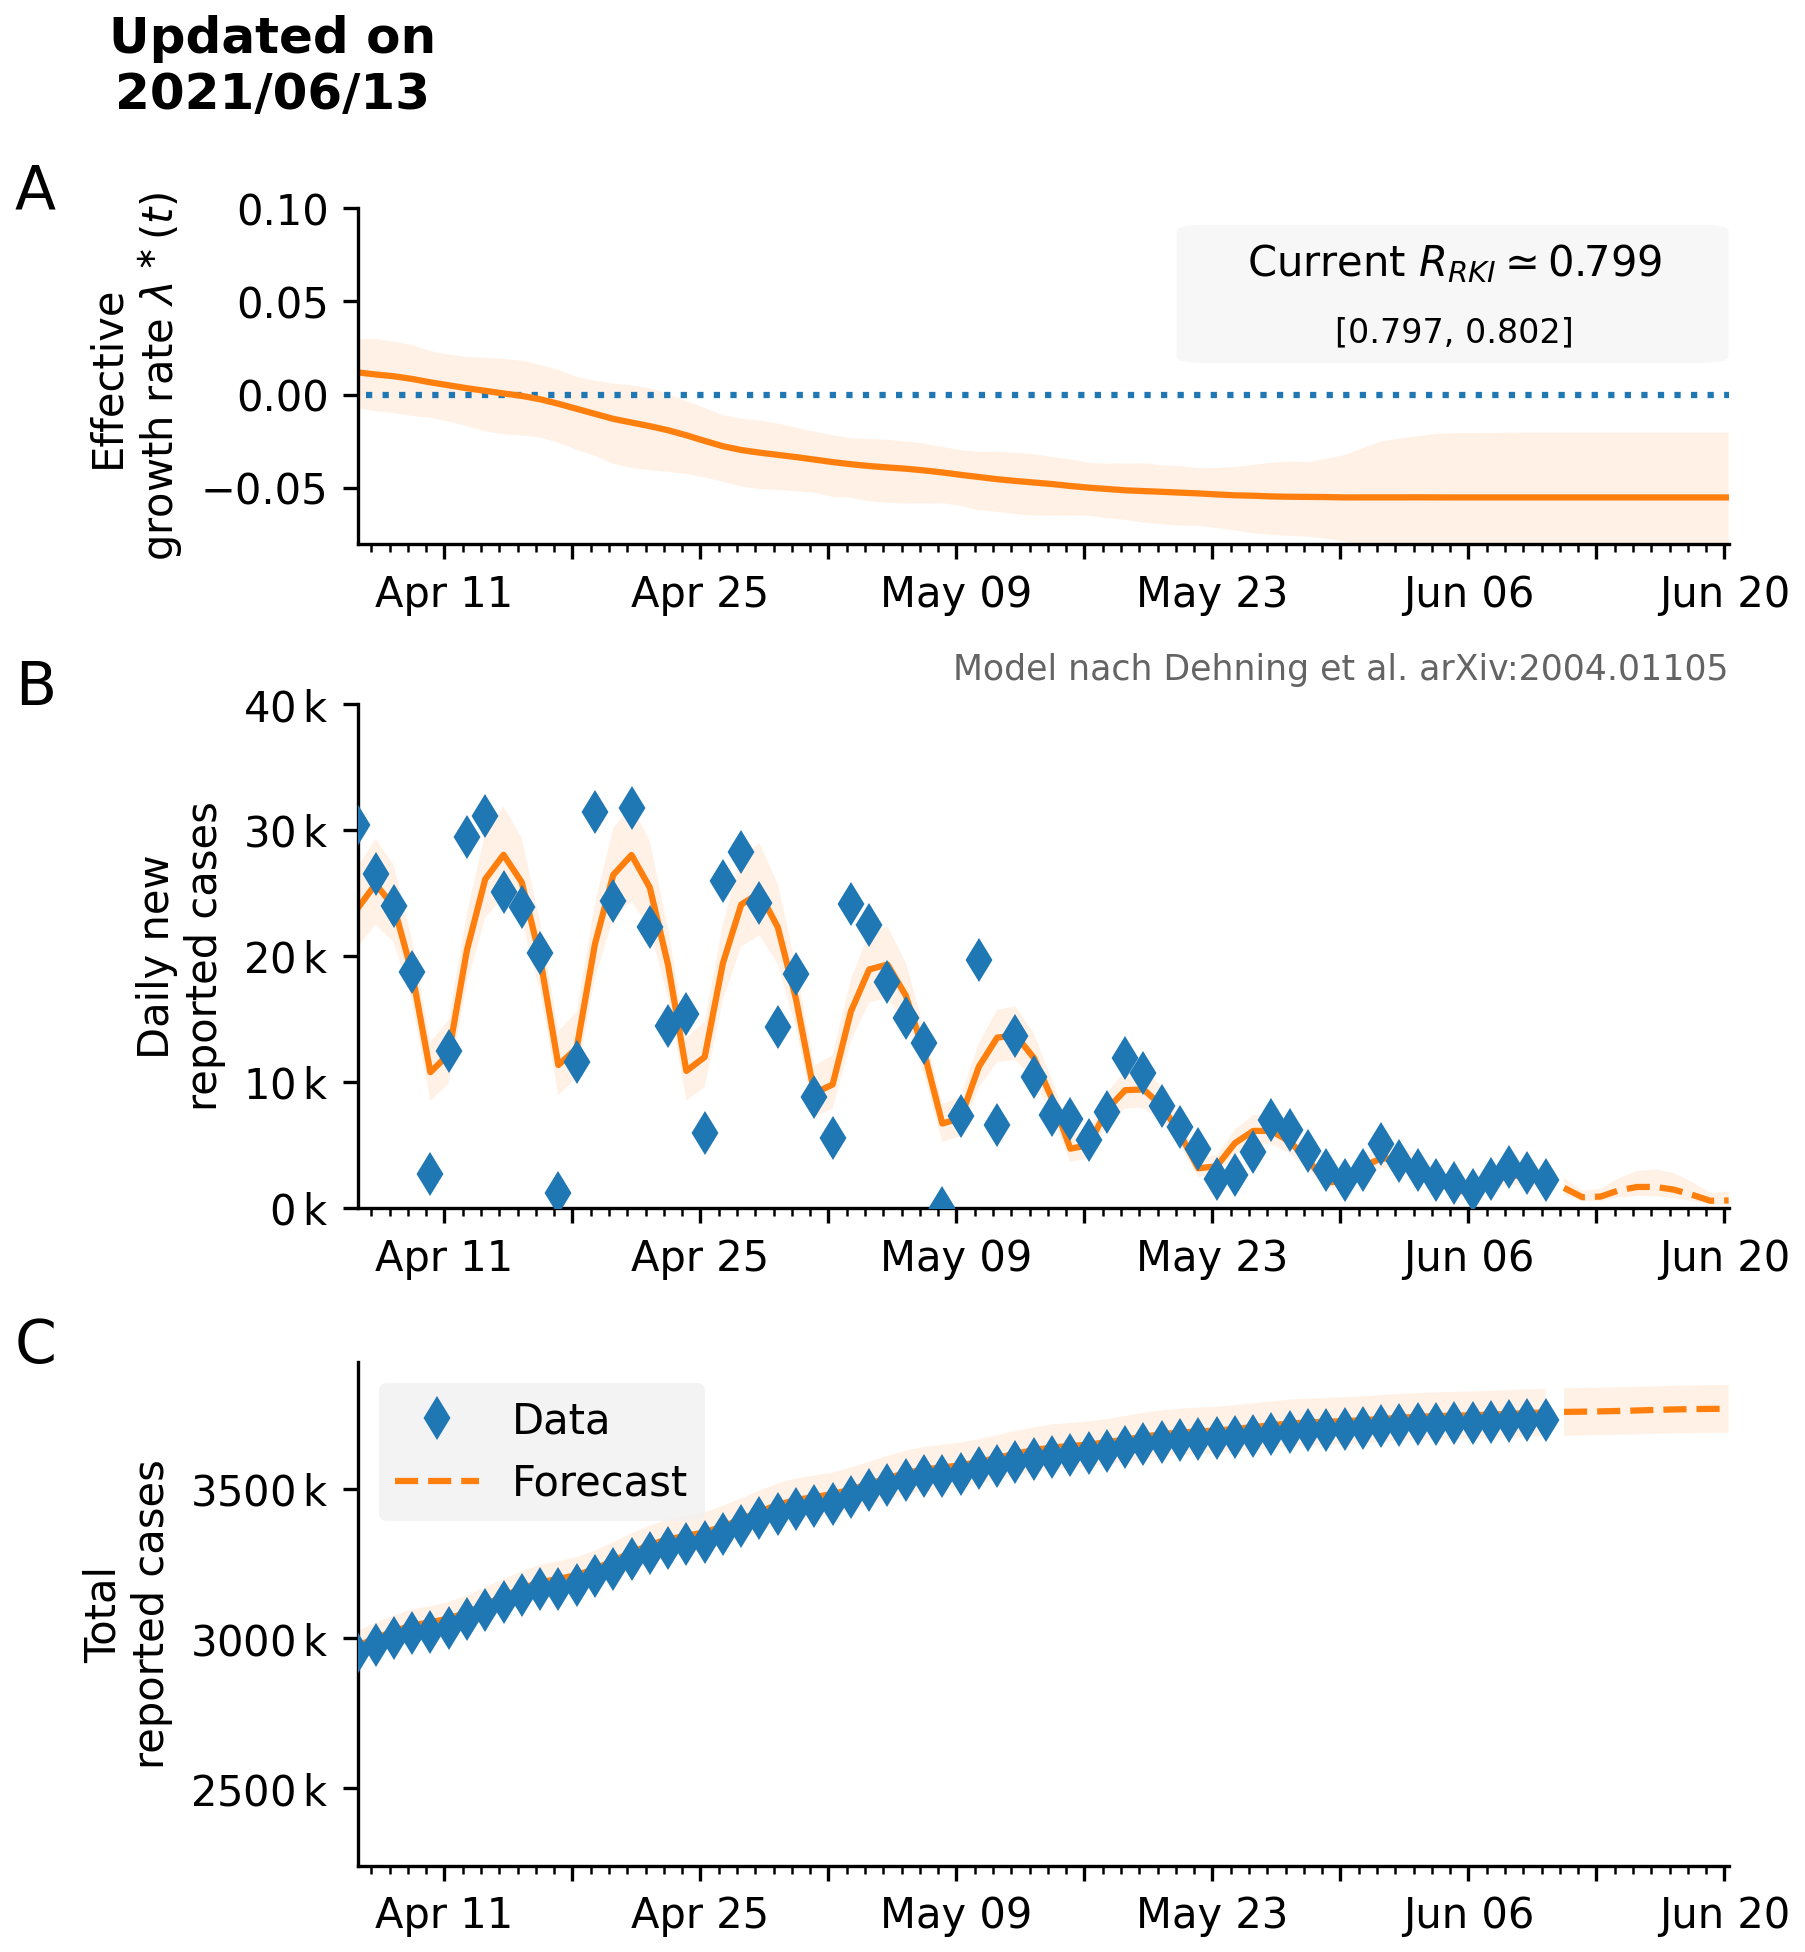 Updated on
2021/06/13
A
Effective
growth rate λ * (t)
0.10
0.05
0.00
−0.05
Current R_RKI ≃ 0.799
[0.797, 0.802]
Apr 11 Apr 25 May 09 May 23 Jun 06 Jun 20
B
Model nach Dehning et al. arXiv:2004.01105
Daily new
reported cases
40 k
30 k
20 k
10 k
0 k
Apr 11 Apr 25 May 09 May 23 Jun 06 Jun 20
C
Total
reported cases
Data
Forecast
3500 k
3000 k
2500 k
Apr 11 Apr 25 May 09 May 23 Jun 06 Jun 20